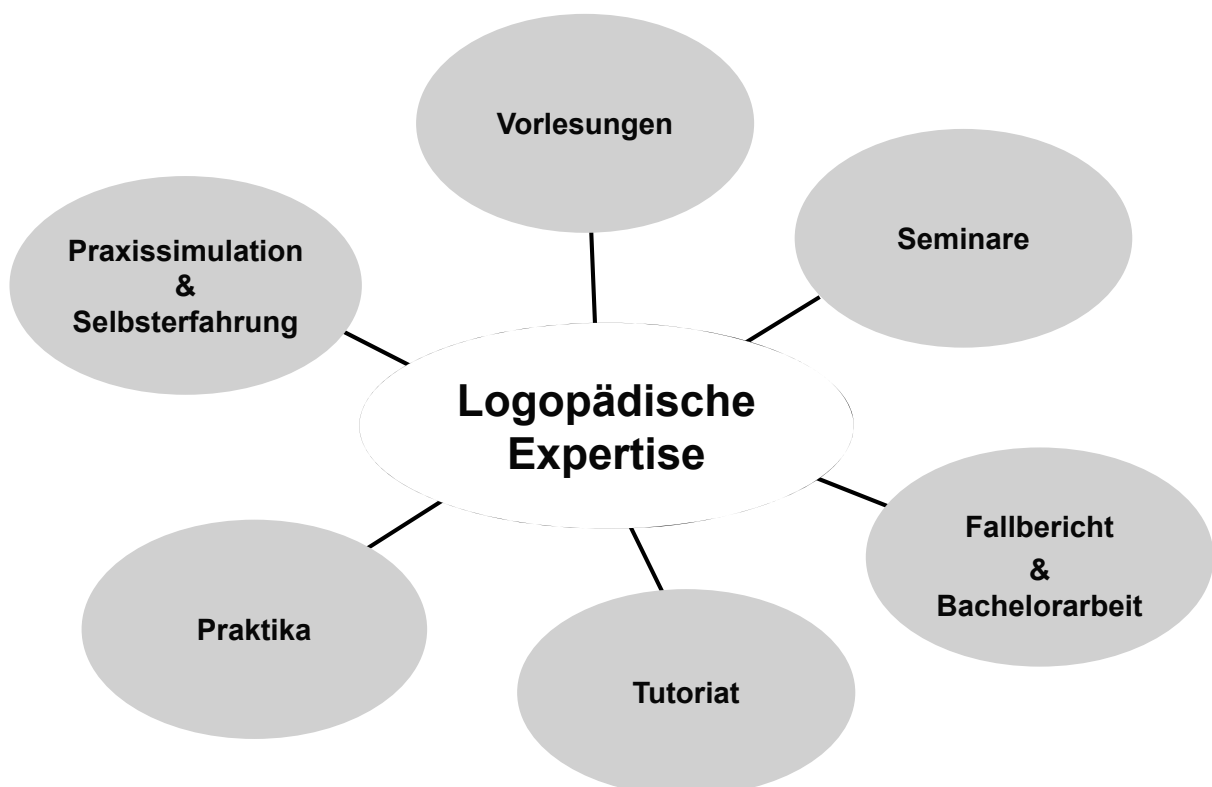 Vorlesungen
Seminare
Praxissimulation
&
Selbsterfahrung
Logopädische
Expertise
Fallbericht
&
Bachelorarbeit
Praktika
Tutoriat